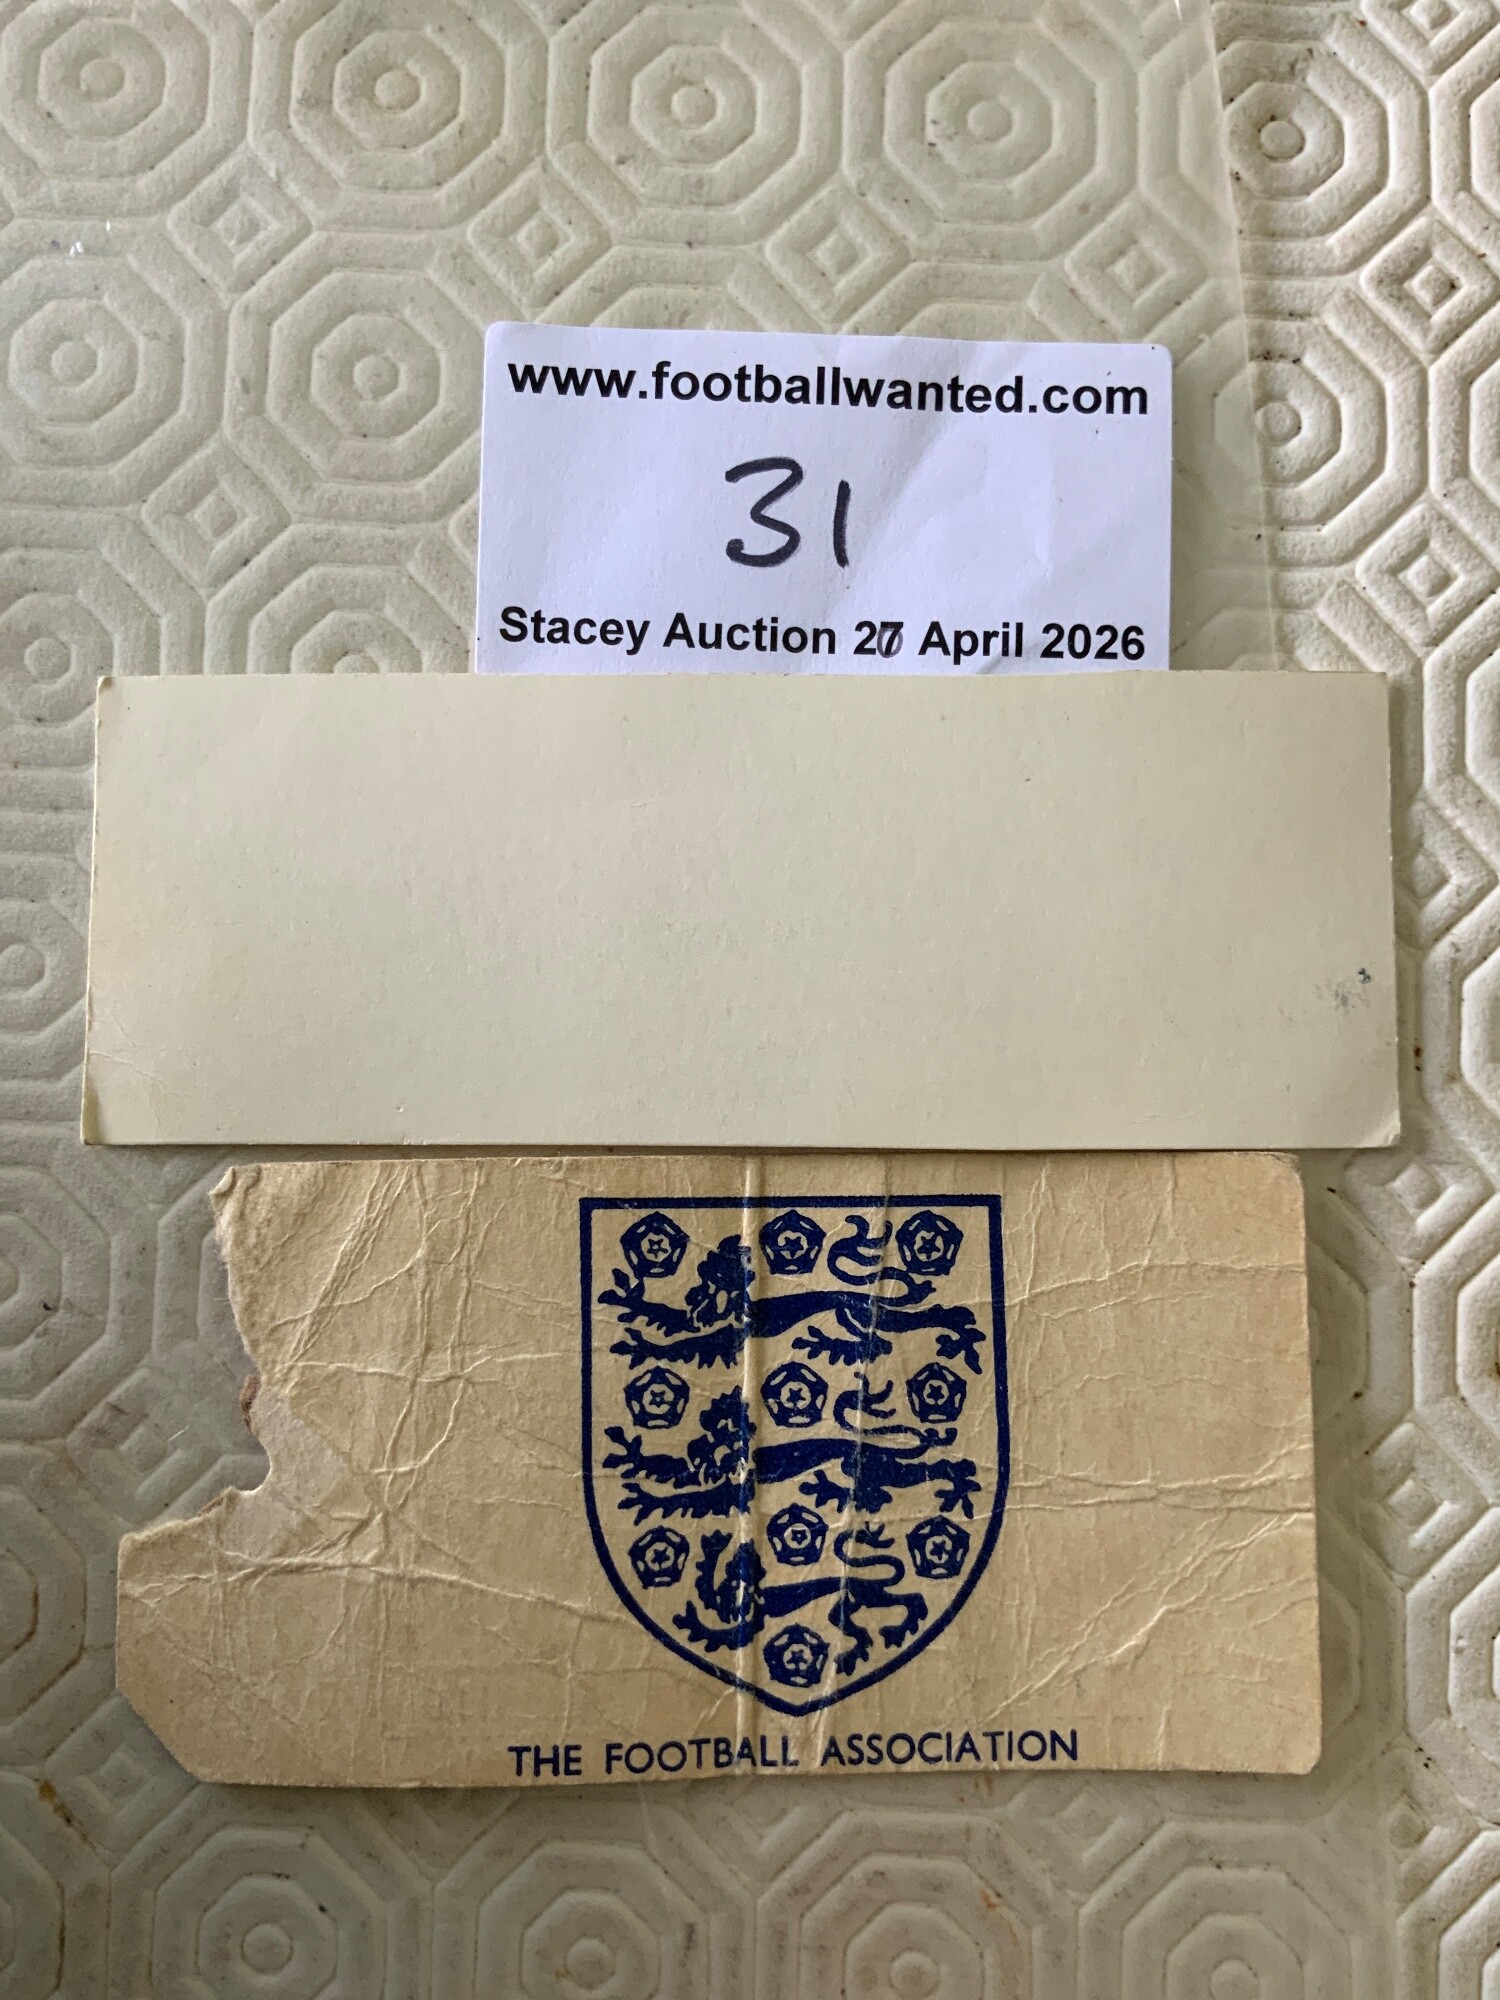 www.footballwanted.com
31
Stacey Auction 27 April 2026
THE FOOTBALL ASSOCIATION